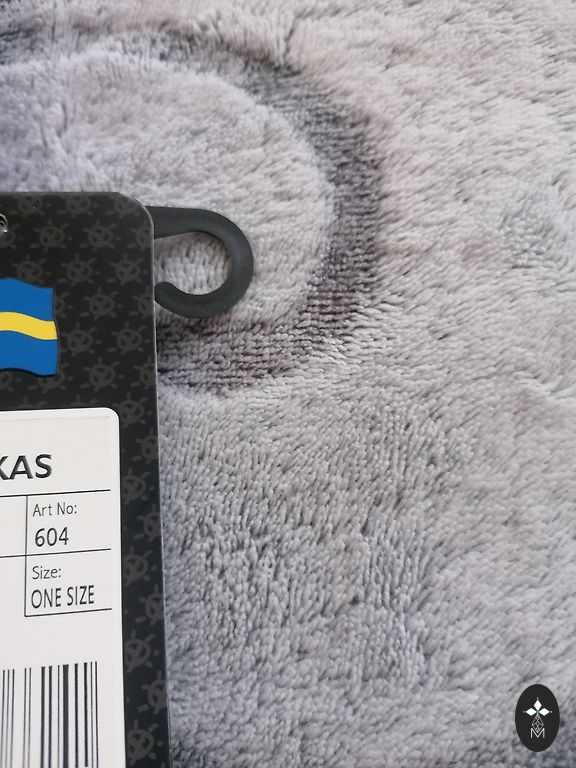 KAS
Art No:
604
Size:
ONE SIZE
M